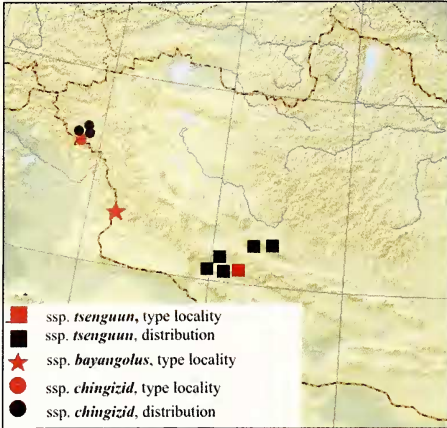 ssp. tsenguun, type locality
ssp. tsenguun, distribution
ssp. bayangolus, type locality
ssp. chingizid, type locality
ssp. chingizid, distribution